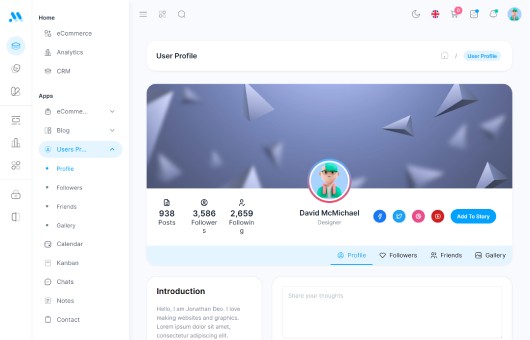 Home
eCommerce
Analytics
CRM
Apps
eComme...
Blog
Users Pr...
Profile
Followers
Friends
Gallery
Calendar
Kanban
Chats
Notes
Contact
0
User Profile
/ User Profile
938
Posts
3,586
Follower
s
2,659
Followin
g
David McMichael
Designer
Add To Story
Profile
Followers
Friends
Gallery
Introduction
Hello, I am Jonathan Deo. I love
making websites and graphics.
Lorem ipsum dolor sit amet,
consectetur adipiscing elit.
Share your thoughts